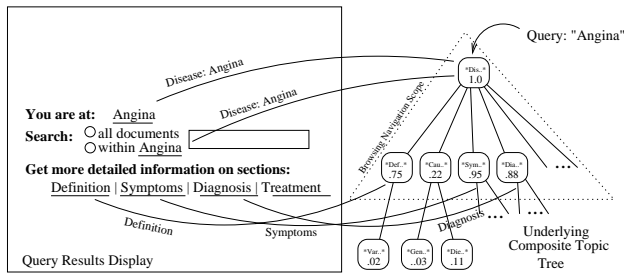 Query: "Angina"
Disease: Angina
*Dis..*
1.0
Disease: Angina
Browsing Navigation Scope
You are at: Angina
Search: all documents
within Angina
Get more detailed information on sections:
Definition | Symptoms | Diagnosis | Treatment
*Def..* *Cau..* *Sym..* *Dia..*
.75 .22 .95 .88
...
... ...
Definition
Symptoms
Diagnosis
Underlying
Composite Topic
Tree
*Var..* *Gen.* *Die..*
.02 ..03 .11
Query Results Display